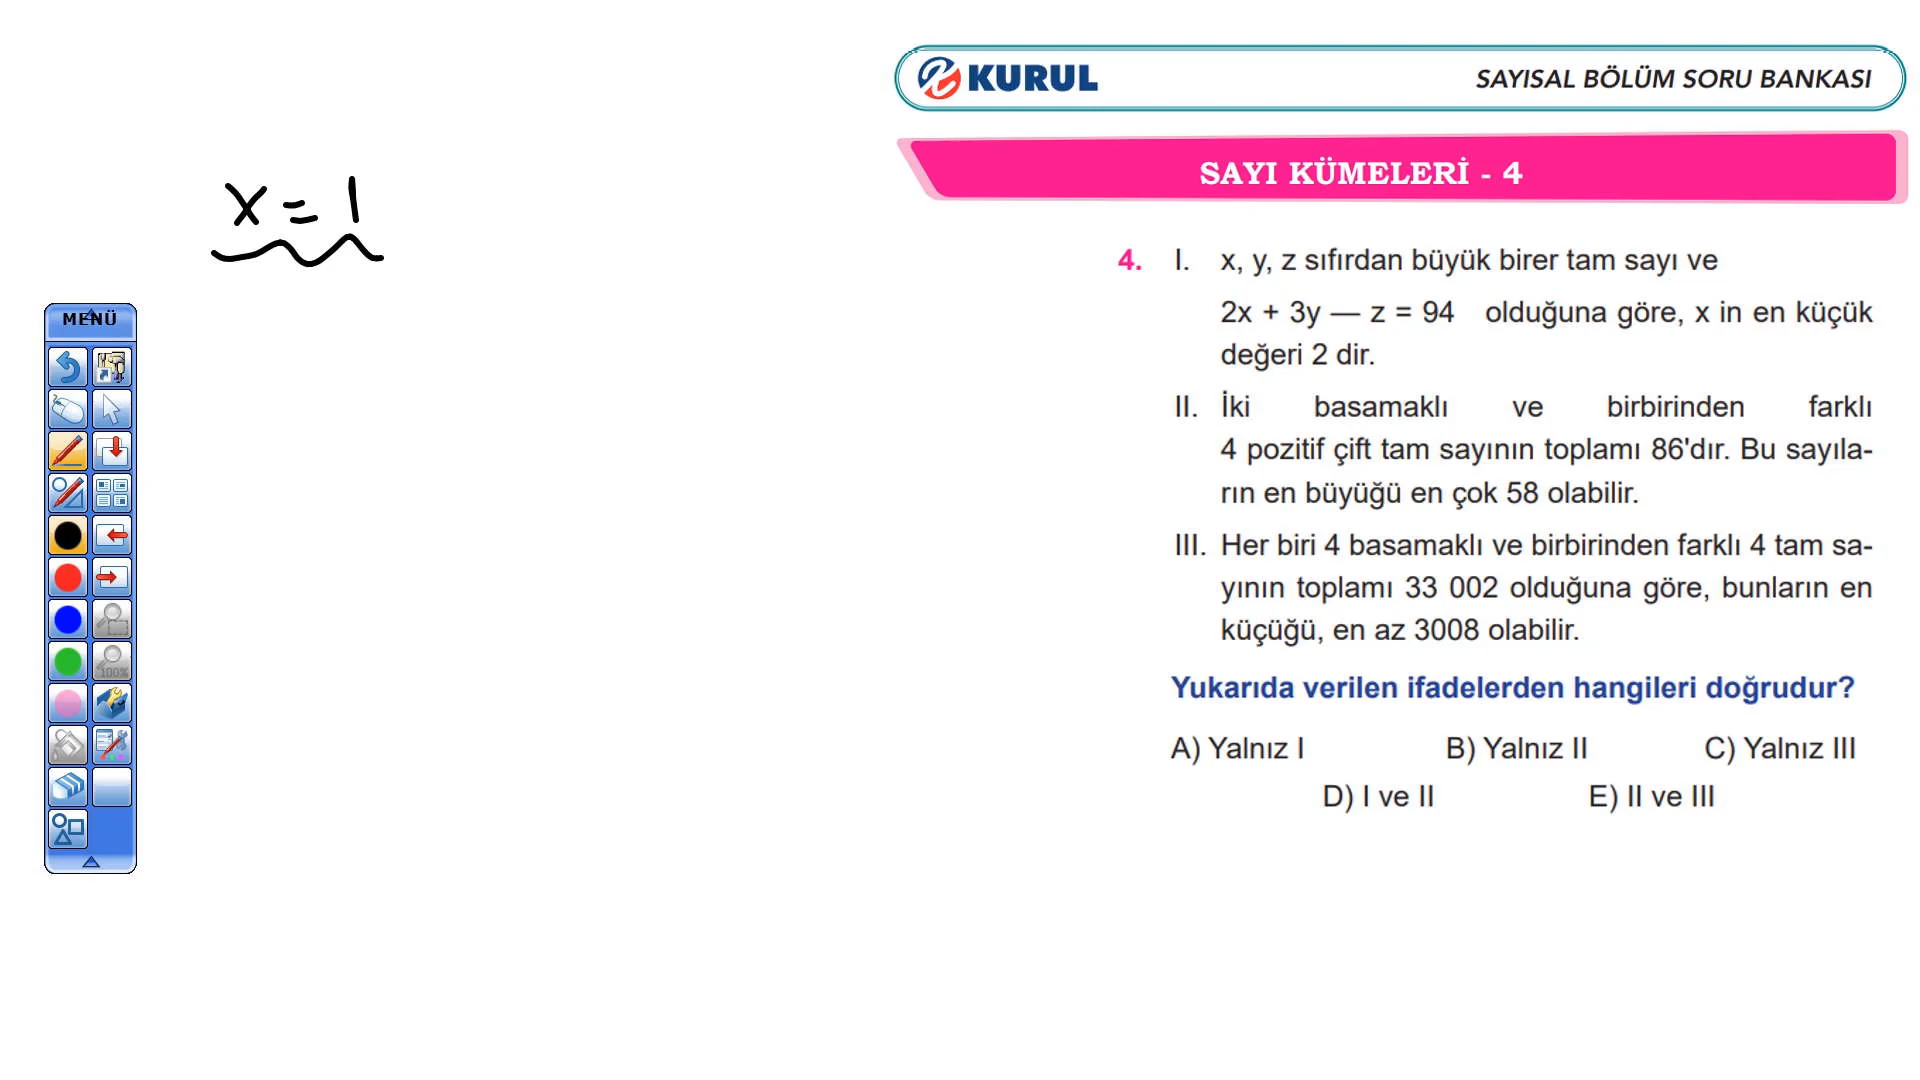 KURUL
SAYISAL BÖLÜM SORU BANKASI
SAYI KÜMELERİ - 4
x = 1
MENÜ
100%
4. I. x, y, z sıfırdan büyük birer tam sayı ve
2x + 3y — z = 94 olduğuna göre, x in en küçük
değeri 2 dir.
II. İki basamaklı ve birbirinden farklı
4 pozitif çift tam sayının toplamı 86'dır. Bu sayıla-
rın en büyüğü en çok 58 olabilir.
III. Her biri 4 basamaklı ve birbirinden farklı 4 tam sa-
yının toplamı 33 002 olduğuna göre, bunların en
küçüğü, en az 3008 olabilir.
Yukarıda verilen ifadelerden hangileri doğrudur?
A) Yalnız I B) Yalnız II C) Yalnız III
D) I ve II E) II ve III